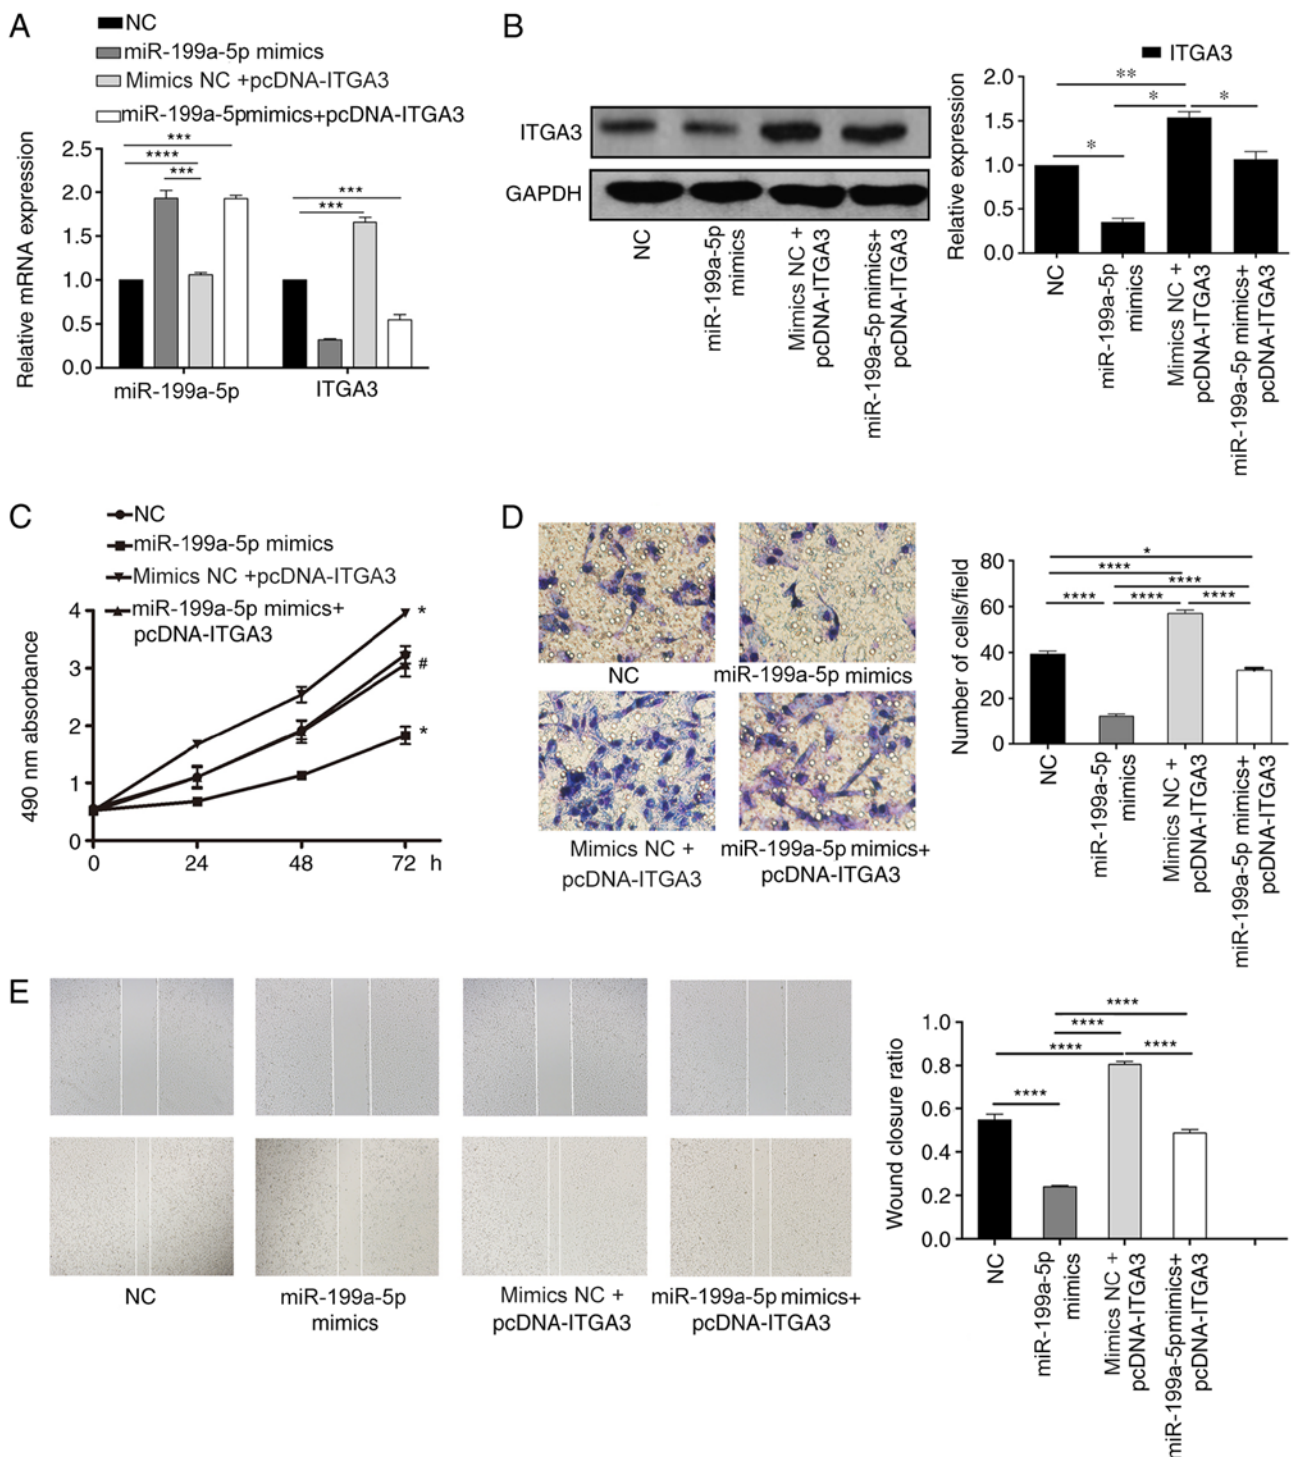 A
NC
miR-199a-5p mimics
Mimics NC +pcDNA-ITGA3
miR-199a-5pmimics+pcDNA-ITGA3
Relative mRNA expression
2.5
2.0
1.5
1.0
0.5
0.0
***
****
***
***
***
miR-199a-5p
ITGA3
B
ITGA3
GAPDH
NC
miR-199a-5p
mimics
Mimics NC +
pcDNA-ITGA3
miR-199a-5p mimics+
pcDNA-ITGA3
ITGA3
Relative expression
2.0
1.5
1.0
0.5
0.0
**
*
*
*
NC
miR-199a-5p
mimics
Mimics NC +
pcDNA-ITGA3
miR-199a-5p mimics+
pcDNA-ITGA3
C
NC
miR-199a-5p mimics
Mimics NC +pcDNA-ITGA3
miR-199a-5p mimics+
pcDNA-ITGA3
490 nm absorbance
4
3
2
1
0
*
#
*
0
24
48
72
h
D
NC
miR-199a-5p mimics
Mimics NC +
pcDNA-ITGA3
miR-199a-5p mimics+
pcDNA-ITGA3
Number of cells/field
80
60
40
20
0
*
****
****
****
****
****
NC
miR-199a-5p
mimics
Mimics NC +
pcDNA-ITGA3
miR-199a-5p mimics+
pcDNA-ITGA3
E
NC
miR-199a-5p
mimics
Mimics NC +
pcDNA-ITGA3
miR-199a-5p mimics+
pcDNA-ITGA3
Wound closure ratio
1.0
0.8
0.6
0.4
0.2
0.0
****
****
****
****
****
NC
miR-199a-5p
mimics
Mimics NC +
pcDNA-ITGA3
miR-199a-5pmimics+
pcDNA-ITGA3